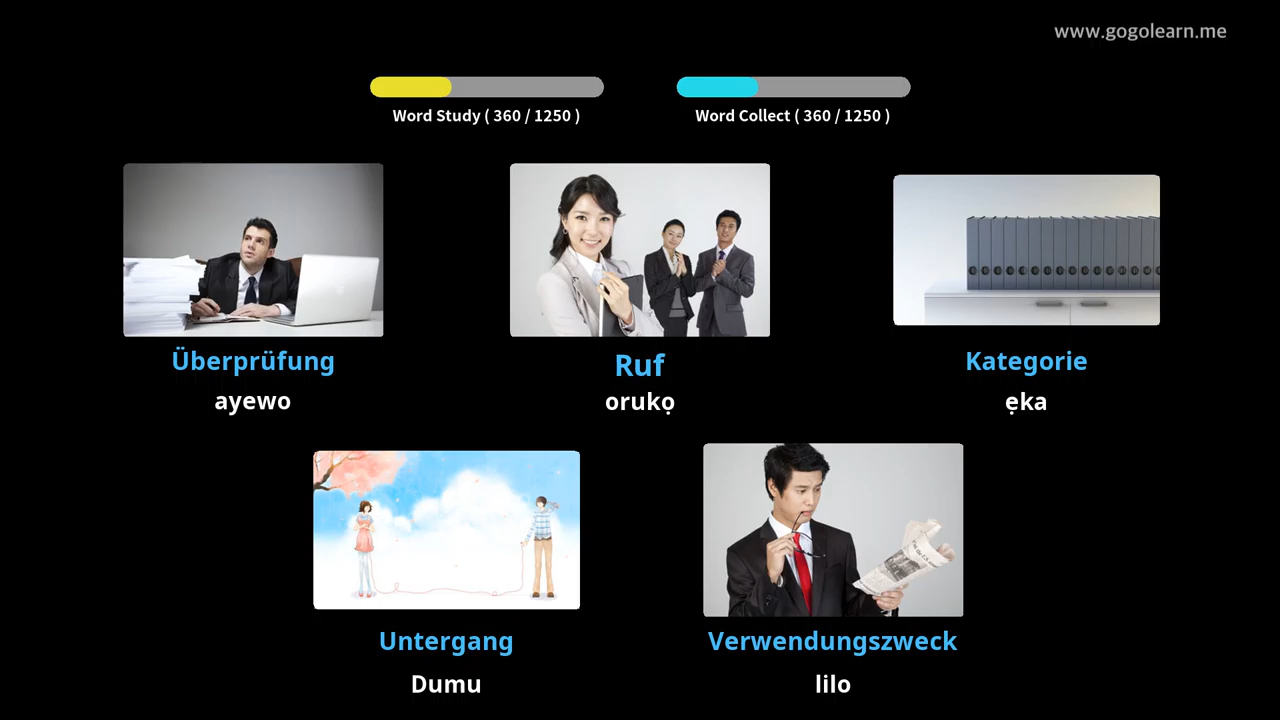 www.gogolearn.me
Word Study ( 360 / 1250 )
Word Collect ( 360 / 1250 )
Überprüfung
ayewo
Ruf
orukọ
Kategorie
ẹka
Untergang
Dumu
Verwendungszweck
lilo